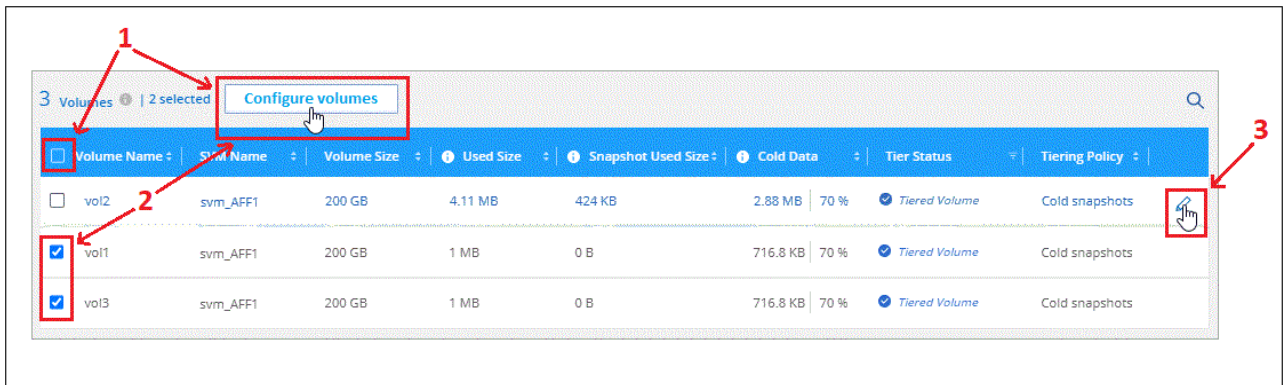 1
3 Volumes | 2 selected Configure volumes
3
Volume Name SVM Name Volume Size Used Size Snapshot Used Size Cold Data Tier Status Tiering Policy
2
vol2 svm_AFF1 200 GB 4.11 MB 424 KB 2.88 MB 70 % Tiered Volume Cold snapshots
vol1 svm_AFF1 200 GB 1 MB 0 B 716.8 KB 70 % Tiered Volume Cold snapshots
vol3 svm_AFF1 200 GB 1 MB 0 B 716.8 KB 70 % Tiered Volume Cold snapshots